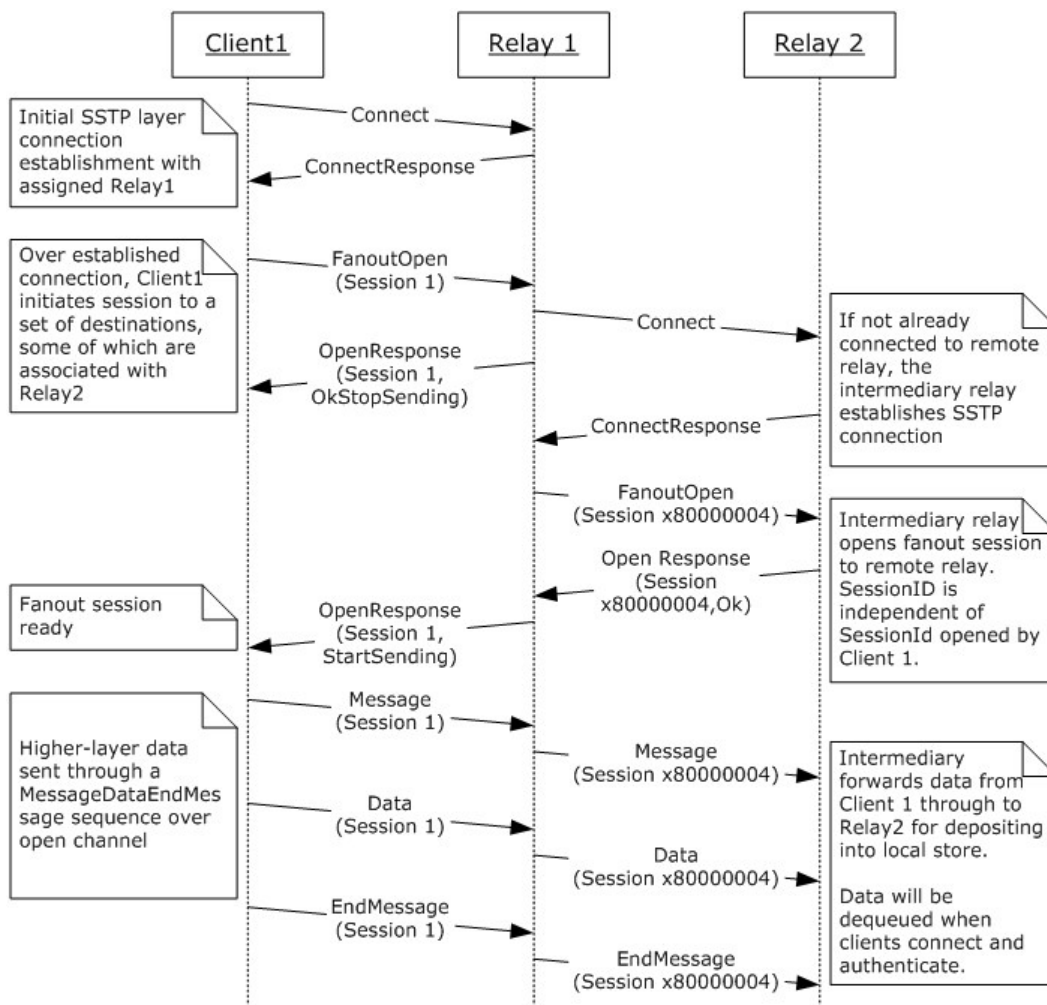 Client1
Relay 1
Relay 2
Initial SSTP layer
connection
establishment with
assigned Relay1
Connect
ConnectResponse
Over established
connection, Client1
initiates session to a
set of destinations,
some of which are
associated with
Relay2
FanoutOpen
(Session 1)
Connect
OpenResponse
(Session 1,
OkStopSending)
ConnectResponse
If not already
connected to remote
relay, the
intermediary relay
establishes SSTP
connection
FanoutOpen
(Session x80000004)
Open Response
(Session
x80000004,Ok)
Intermediary relay
opens fanout session
to remote relay.
SessionID is
independent of
SessionId opened by
Client 1.
Fanout session
ready
OpenResponse
(Session 1,
StartSending)
Higher-layer data
sent through a
MessageDataEndMes
sage sequence over
open channel
Message
(Session 1)
Message
(Session x80000004)
Data
(Session 1)
Data
(Session x80000004)
EndMessage
(Session 1)
EndMessage
(Session x80000004)
Intermediary
forwards data from
Client 1 through to
Relay2 for depositing
into local store.
Data will be
dequeued when
clients connect and
authenticate.